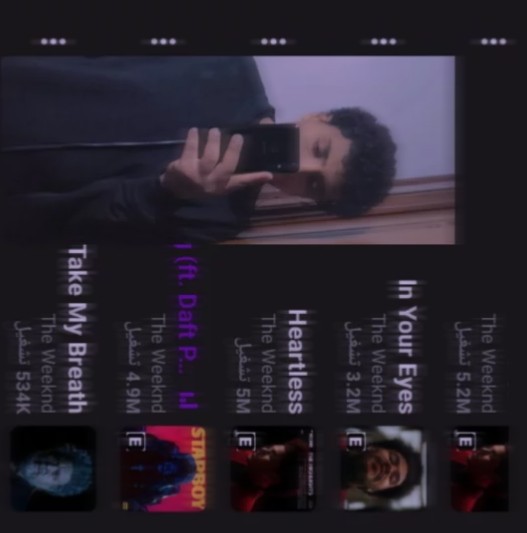 The Weeknd
5.2M تشغيل
E
In Your Eyes
The Weeknd
3.2M تشغيل
E
Heartless
The Weeknd
5M تشغيل
E
(ft. Daft P...
The Weeknd
4.9M تشغيل
STARBOY
E
Take My Breath
The Weeknd
534K تشغيل